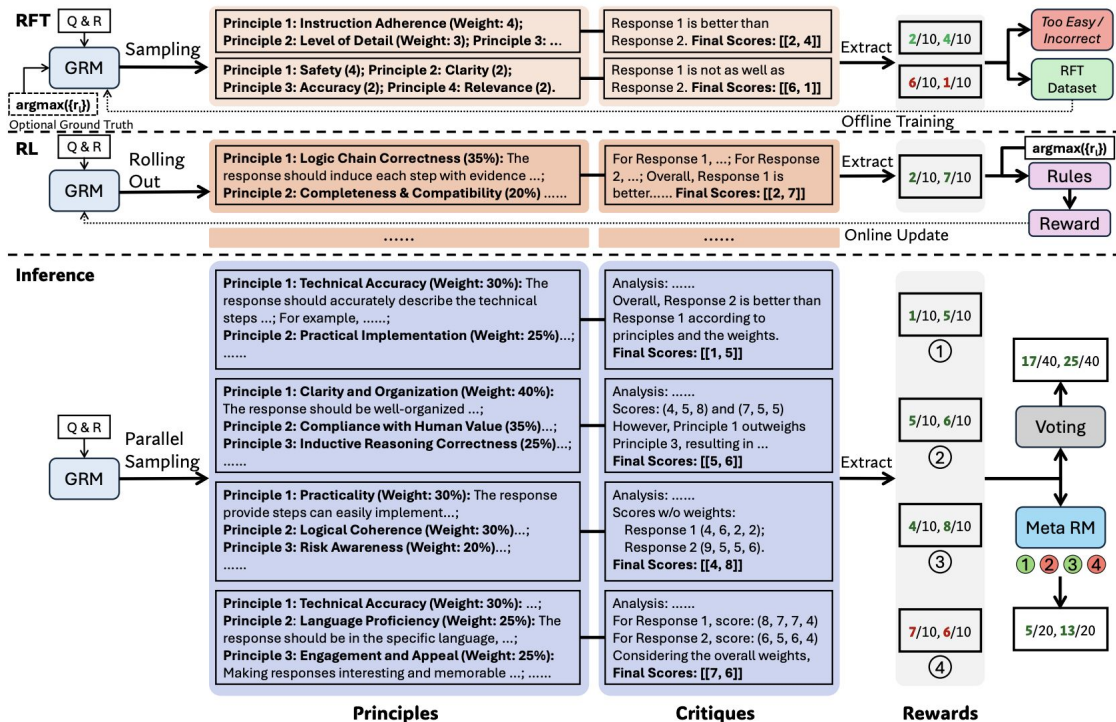 RFT
Q & R
GRM
argmax({rᵢ})
Optional Ground Truth
Sampling
Principle 1: Instruction Adherence (Weight: 4);
Principle 2: Level of Detail (Weight: 3); Principle 3: ...
Response 1 is better than
Response 2. Final Scores: [[2, 4]]
Principle 1: Safety (4); Principle 2: Clarity (2);
Principle 3: Accuracy (2); Principle 4: Relevance (2).
Response 1 is not as well as
Response 2. Final Scores: [[6, 1]]
Extract
2/10, 4/10
6/10, 1/10
Too Easy /
Incorrect
RFT
Dataset
Offline Training
RL
Q & R
GRM
Rolling
Out
Principle 1: Logic Chain Correctness (35%): The
response should induce each step with evidence ...;
Principle 2: Completeness & Compatibility (20%) ......
For Response 1, ...; For Response
2, ...; Overall, Response 1 is
better...... Final Scores: [[2, 7]]
Extract
2/10, 7/10
argmax({rᵢ})
Rules
Reward
......
......
Online Update
Inference
Q & R
GRM
Parallel
Sampling
Principle 1: Technical Accuracy (Weight: 30%): The
response should accurately describe the technical
steps ...; For example, ......;
Principle 2: Practical Implementation (Weight: 25%)...;
......
Analysis: ......
Overall, Response 2 is better than
Response 1 according to
principles and the weights.
Final Scores: [[1, 5]]
Principle 1: Clarity and Organization (Weight: 40%):
The response should be well-organized ...;
Principle 2: Compliance with Human Value (35%)...;
Principle 3: Inductive Reasoning Correctness (25%)...;
......
Analysis: ......
Scores: (4, 5, 8) and (7, 5, 5)
However, Principle 1 outweighs
Principle 3, resulting in ...
Final Scores: [[5, 6]]
Principle 1: Practicality (Weight: 30%): The response
provide steps can easily implement...;
Principle 2: Logical Coherence (Weight: 30%)...;
Principle 3: Risk Awareness (Weight: 20%)...;
......
Analysis: ......
Scores w/o weights:
Response 1 (4, 6, 2, 2);
Response 2 (9, 5, 5, 6).
Final Scores: [[4, 8]]
Principle 1: Technical Accuracy (Weight: 30%): ...;
Principle 2: Language Proficiency (Weight: 25%): The
response should be in the specific language, ...;
Principle 3: Engagement and Appeal (Weight: 25%):
Making responses interesting and memorable ...; ......
Analysis: ......
For Response 1, score: (8, 7, 7, 4)
For Response 2, score: (6, 5, 6, 4)
Considering the overall weights,
Final Scores: [[7, 6]]
Extract
1/10, 5/10
①
5/10, 6/10
②
4/10, 8/10
③
7/10, 6/10
④
17/40, 25/40
Voting
Meta RM
1 2 3 4
5/20, 13/20
Principles
Critiques
Rewards